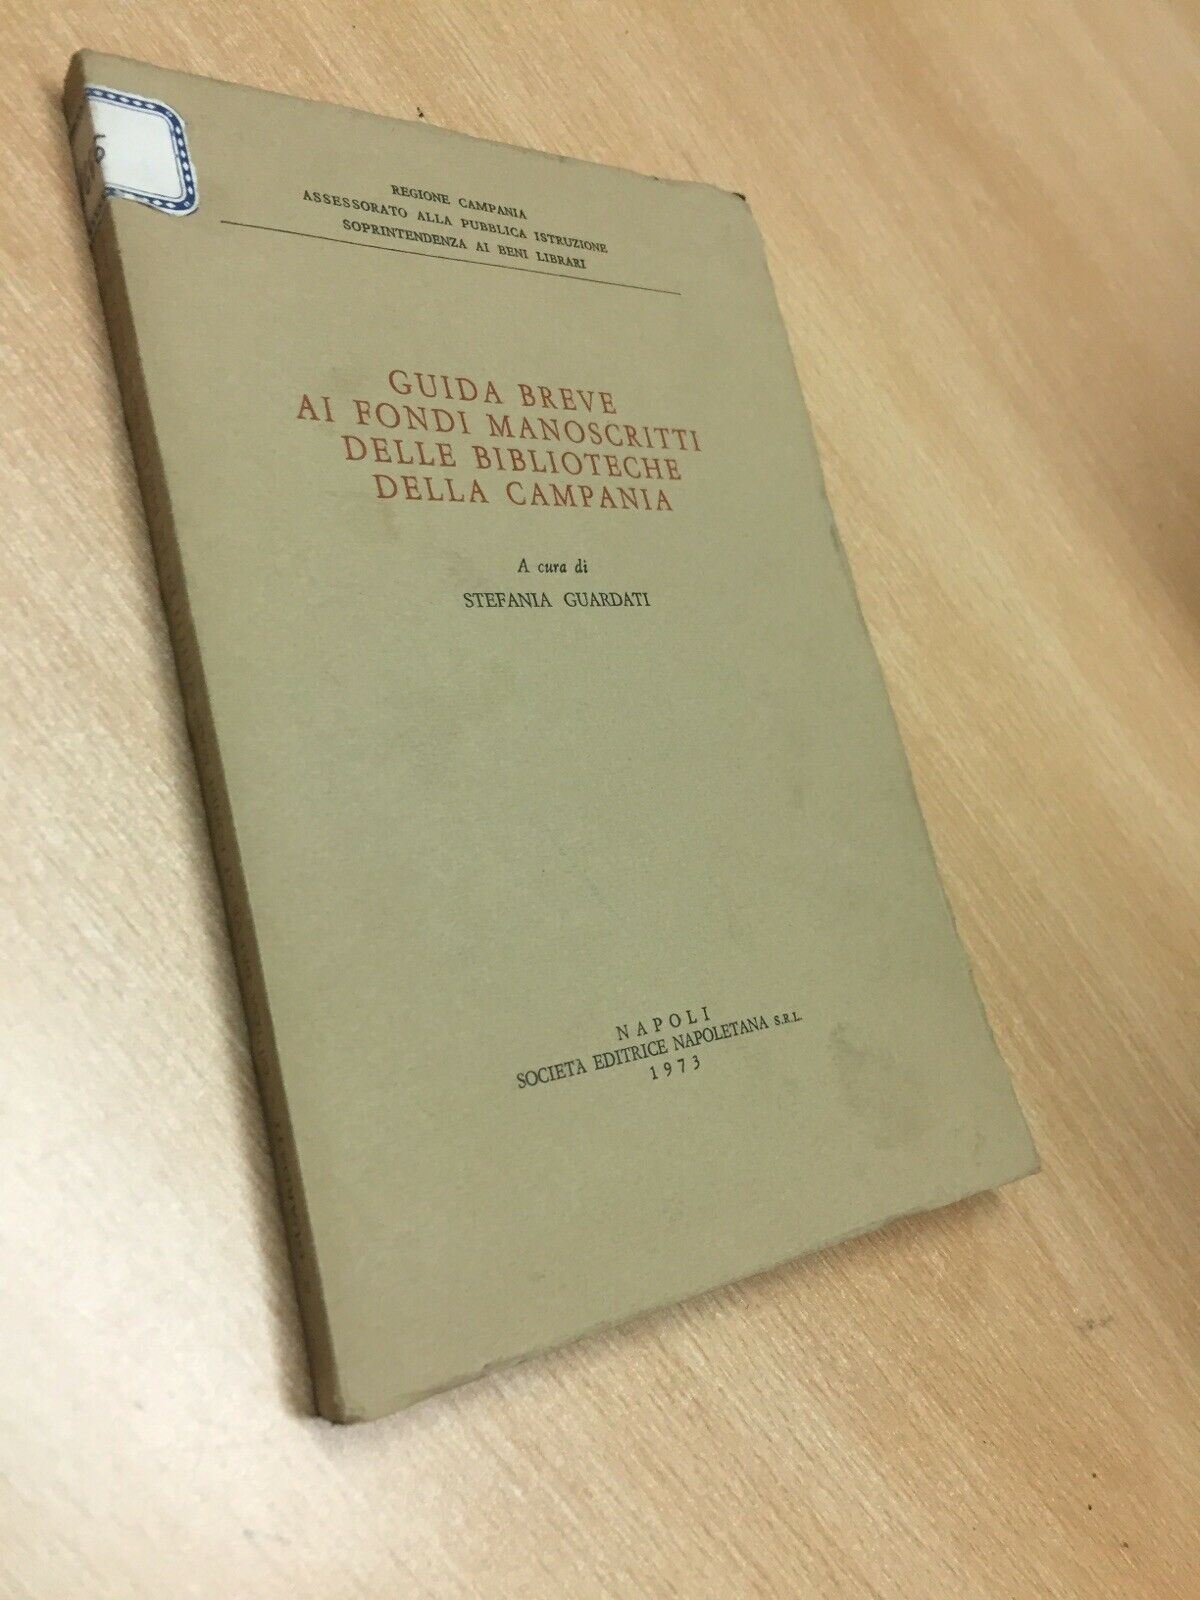 REGIONE CAMPANIA
ASSESSORATO ALLA PUBBLICA ISTRUZIONE
SOPRINTENDENZA AI BENI LIBRARI
GUIDA BREVE
AI FONDI MANOSCRITTI
DELLE BIBLIOTECHE
DELLA CAMPANIA
A cura di
STEFANIA GUARDATI
NAPOLI
SOCIETÀ EDITRICE NAPOLETANA S.R.L.
1973